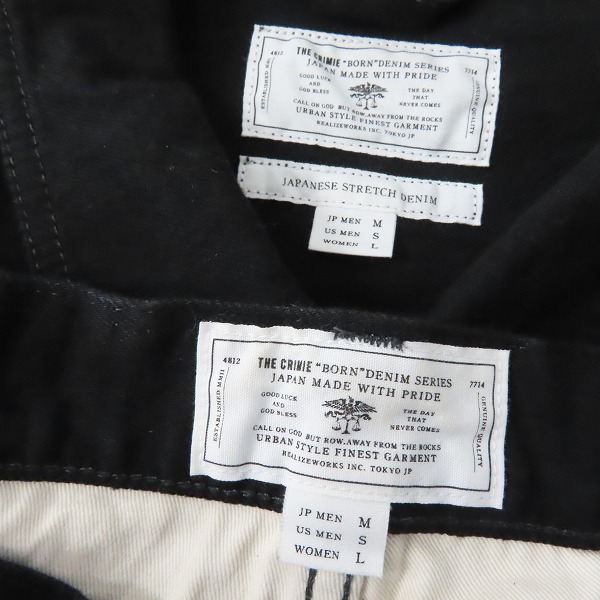 4812
THE CRIMIE "BORN" DENIM SERIES
7714
JAPAN MADE WITH PRIDE
GOOD LUCK
AND
GOD BLESS
THE DAY
THAT
NEVER COMES
ESTABLISHED MMII
GENUINE QUALITY
CALL ON GOD BUT ROW.AWAY FROM THE ROCKS
URBAN STYLE FINEST GARMENT
REALIZEWORKS INC. TOKYO JP
JAPANESE STRETCH DENIM
JP MEN M
US MEN S
WOMEN L
4812
THE CRIMIE "BORN" DENIM SERIES
7714
JAPAN MADE WITH PRIDE
GOOD LUCK
AND
GOD BLESS
THE DAY
THAT
NEVER COMES
ESTABLISHED MMII
GENUINE QUALITY
CALL ON GOD BUT ROW.AWAY FROM THE ROCKS
URBAN STYLE FINEST GARMENT
REALIZEWORKS INC. TOKYO JP
JP MEN M
US MEN S
WOMEN L